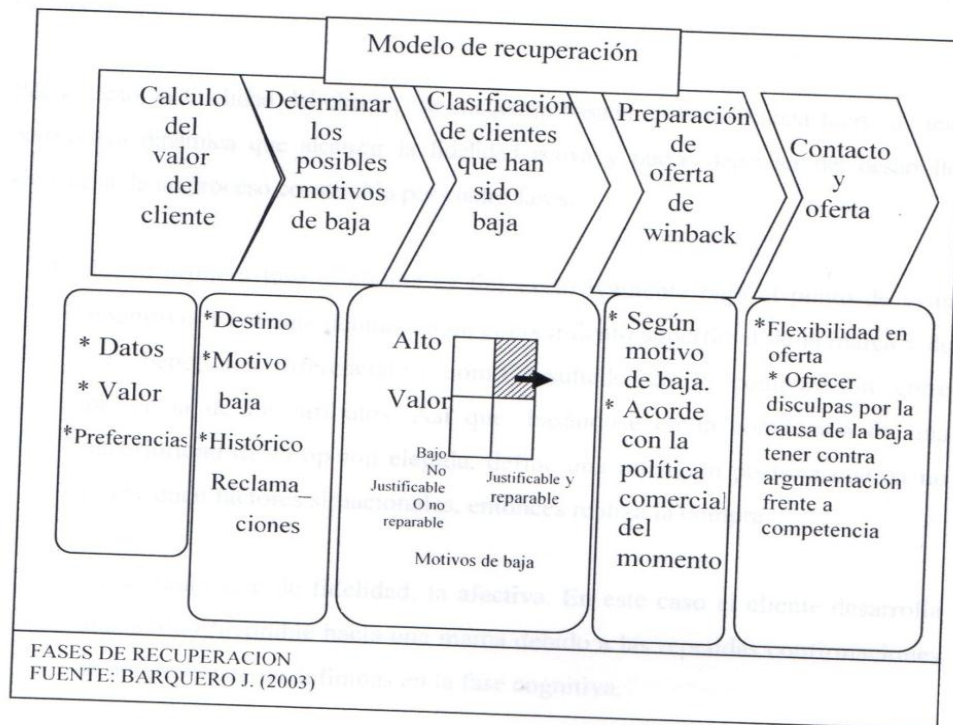 Modelo de recuperación
Calculo
del
valor
del
cliente
Determinar
los
posibles
motivos
de baja
Clasificación
de clientes
que han
sido
baja
Preparación
de
oferta
de
winback
Contacto
y
oferta
* Datos
* Valor
*Preferencias
*Destino
*Motivo
baja
*Histórico
Reclama_
ciones
Alto
Valor
Bajo
No
Justificable
O no
reparable
Justificable y
reparable
Motivos de baja
* Según
motivo
de baja.
* Acorde
con la
política
comercial
del
momento
*Flexibilidad en
oferta
* Ofrecer
disculpas por la
causa de la baja
tener contra
argumentación
frente a
competencia
FASES DE RECUPERACION
FUENTE: BARQUERO J. (2003)